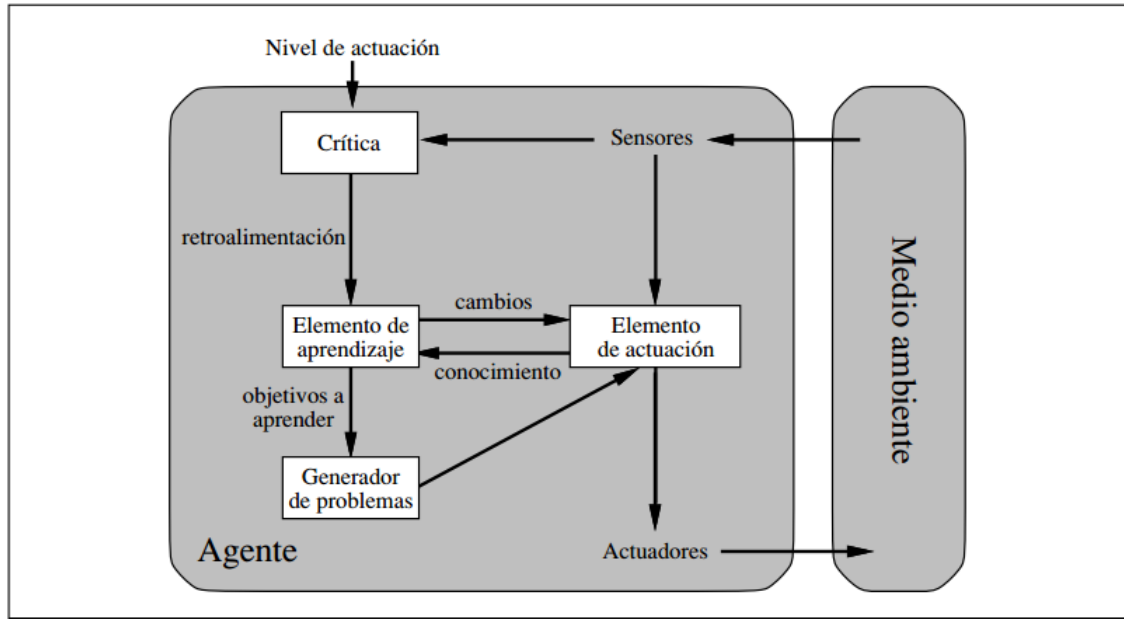 Nivel de actuación
Crítica
Sensores
retroalimentación
cambios
Elemento de
aprendizaje
Elemento
de actuación
conocimiento
objetivos a
aprender
Generador
de problemas
Agente
Actuadores
Medio ambiente